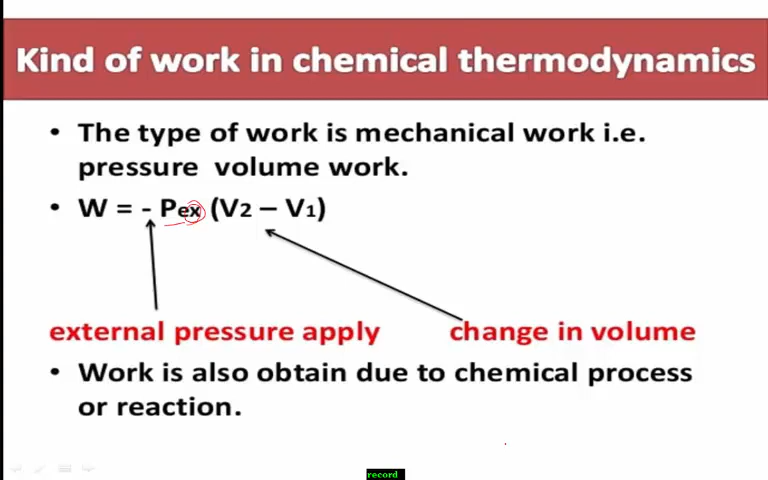 Kind of work in chemical thermodynamics
• The type of work is mechanical work i.e.
pressure volume work.
• W = - Pex (V2 – V1)
external pressure apply change in volume
• Work is also obtain due to chemical process
or reaction.
record